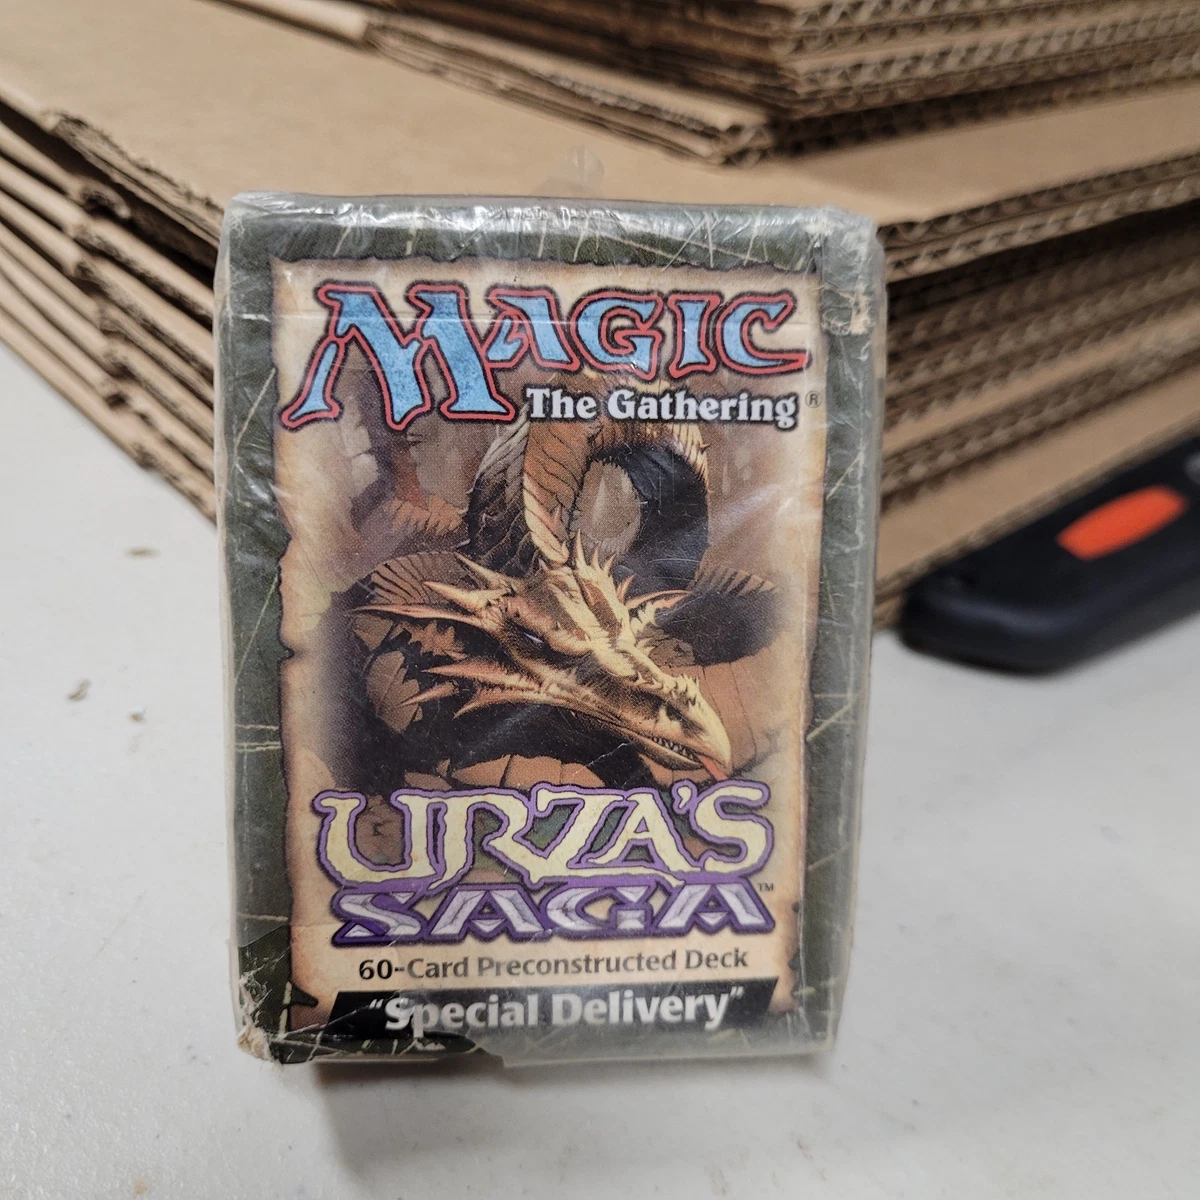 MAGIC
The Gathering®
URZA'S
SAGA™
60-Card Preconstructed Deck
"Special Delivery"